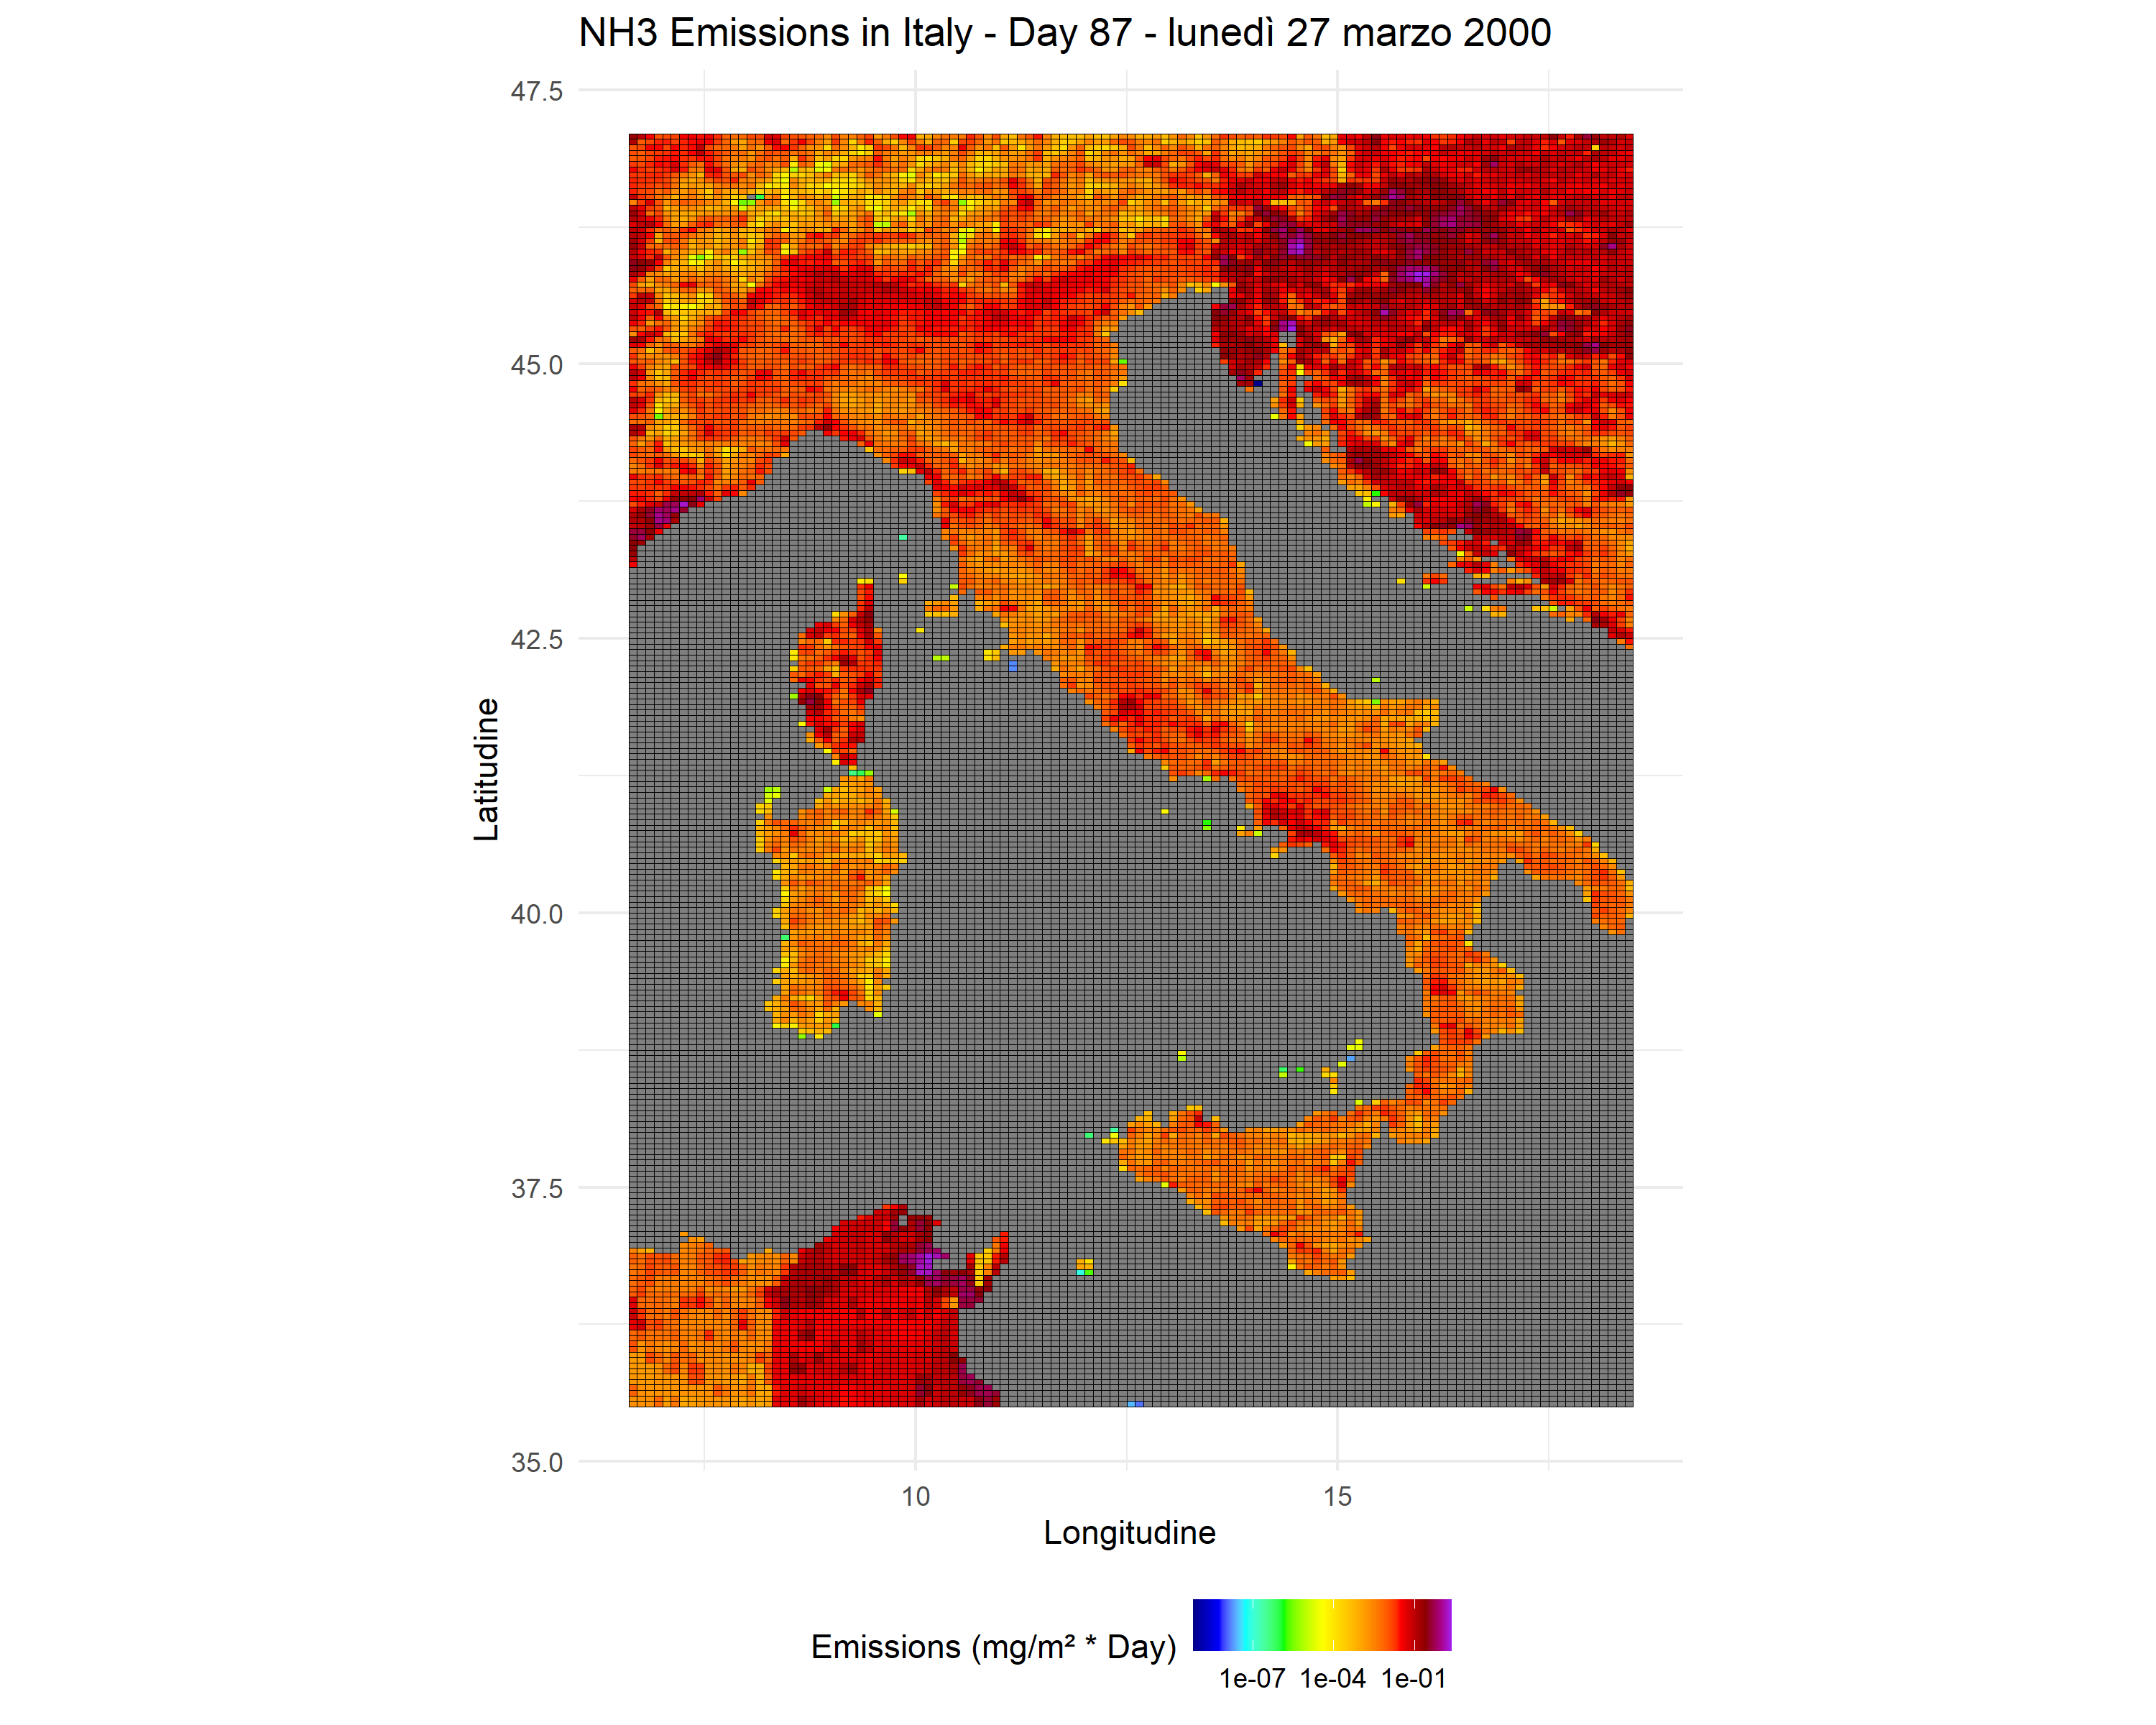 NH3 Emissions in Italy - Day 87 - lunedì 27 marzo 2000
47.5
45.0
42.5
40.0
37.5
35.0
Latitudine
10 15
Longitudine
Emissions (mg/m² * Day)
1e-07 1e-04 1e-01